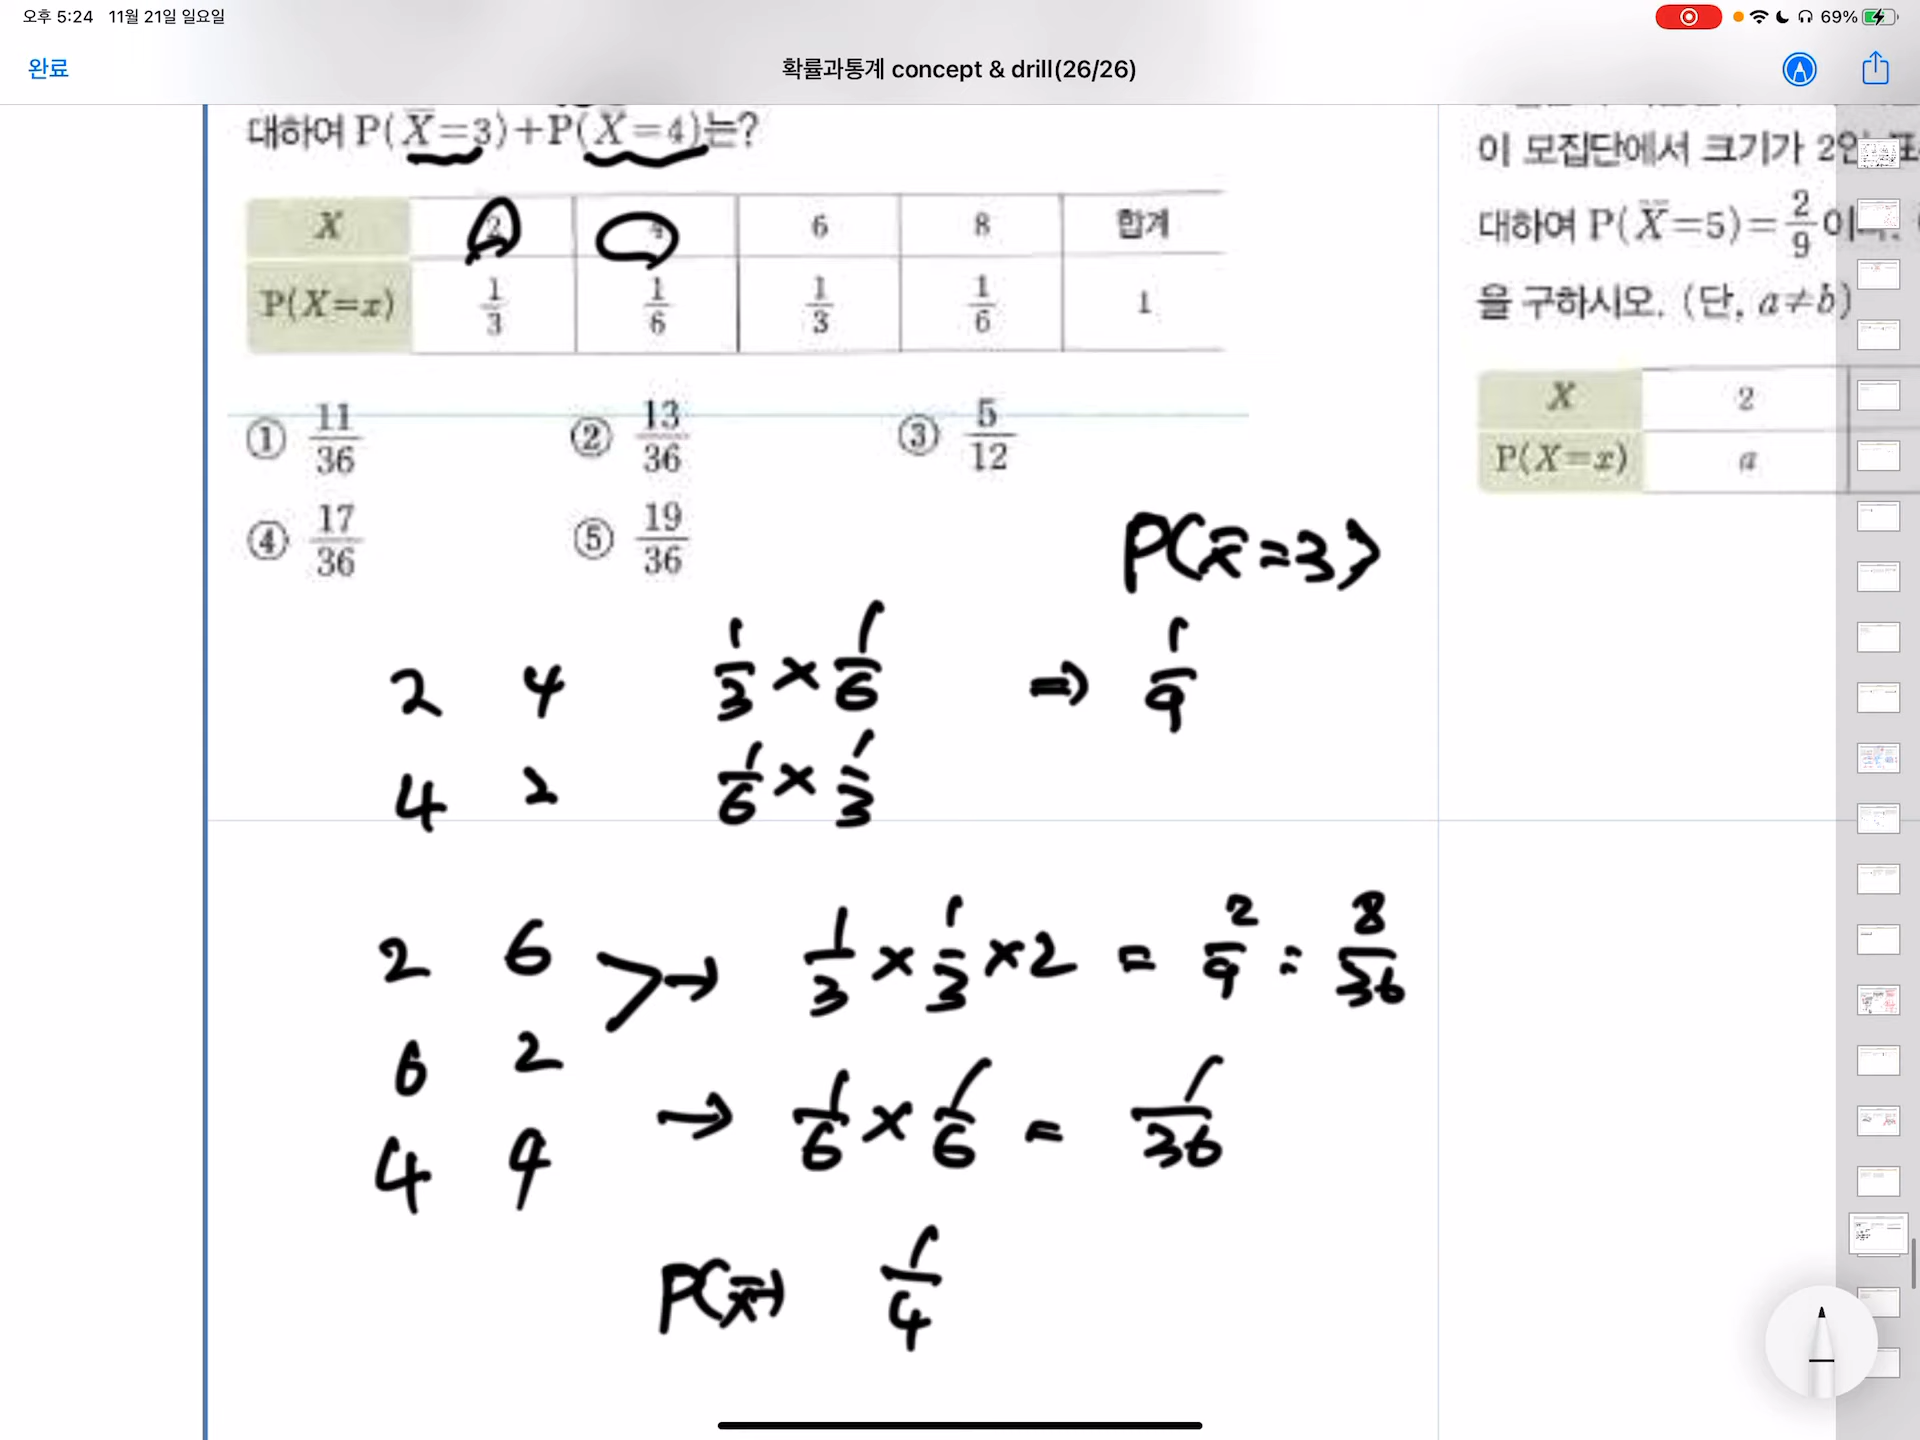 오후 5:24 11월 21일 일요일
69%
완료
확률과통계 concept & drill(26/26)
대하여 P(X̄=3)+P(X̄=4)는?
X 2 4 6 8 합계
P(X=x) 1/3 1/6 1/3 1/6 1
① 11/36 ② 13/36 ③ 5/12
④ 17/36 ⑤ 19/36
P(x̄=3)
2 4 1/3 × 1/6 ⇒ 1/9
4 2 1/6 × 1/3
2 6 → 1/3 × 1/3 ×2 = 2/9 = 8/36
6 2
4 4 → 1/6 × 1/6 = 1/36
P(x̄=4) 1/4
이 모집단에서 크기가 2인 표
대하여 P(X̄=5)=2/9이
을 구하시오. (단, a≠b)
X 2
P(X=x) a